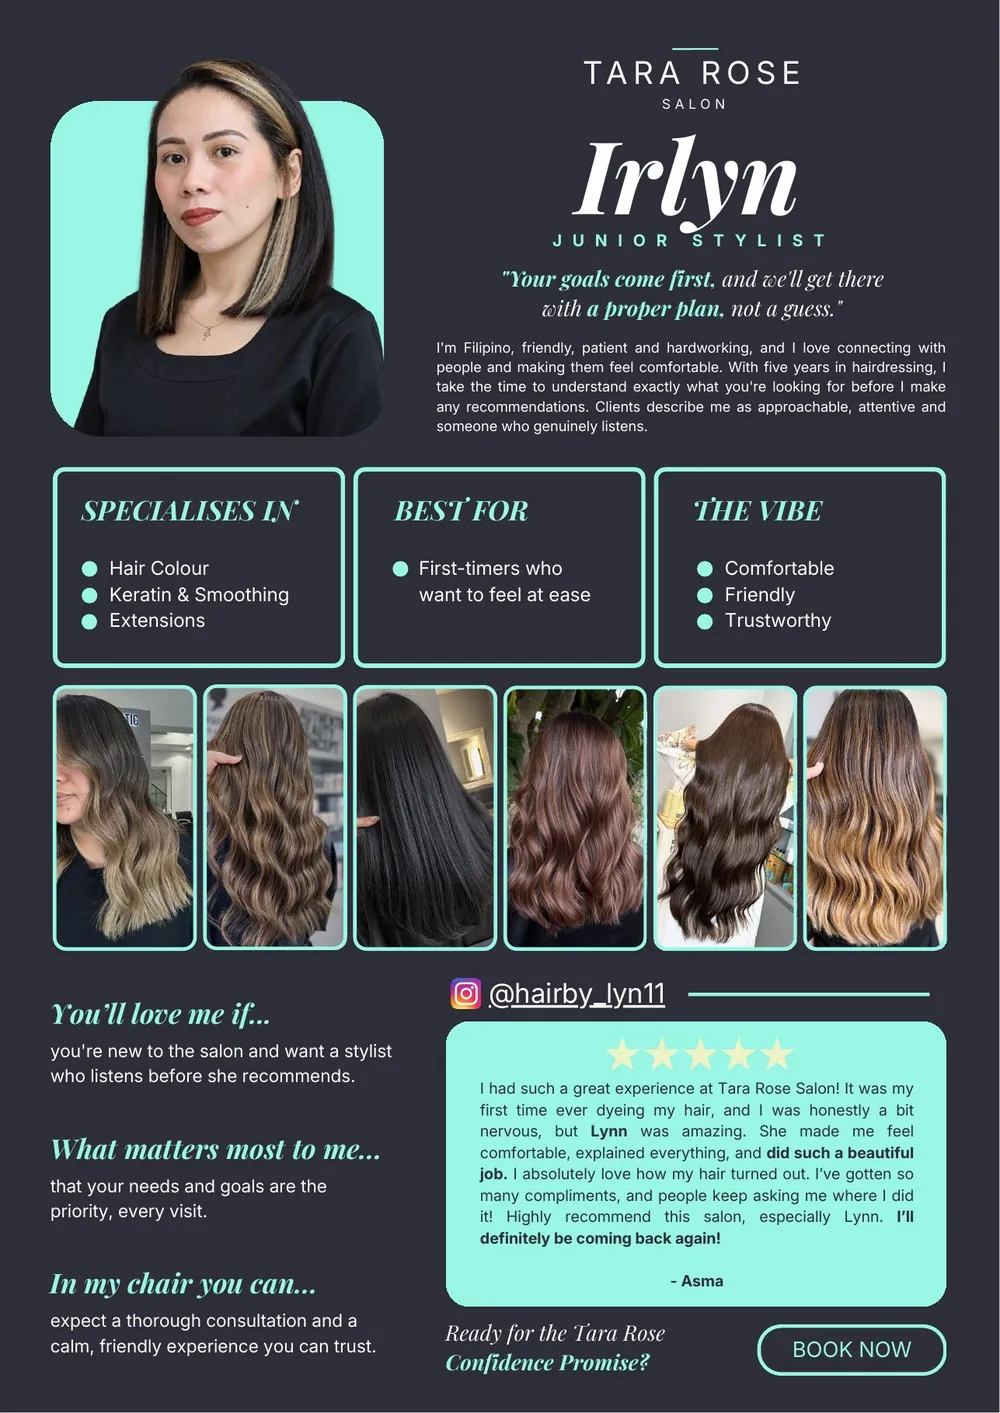 TARA ROSE
SALON
Irlyn
JUNIOR STYLIST
"Your goals come first, and we'll get there
with a proper plan, not a guess."
I'm Filipino, friendly, patient and hardworking, and I love connecting with
people and making them feel comfortable. With five years in hairdressing, I
take the time to understand exactly what you're looking for before I make
any recommendations. Clients describe me as approachable, attentive and
someone who genuinely listens.
SPECIALISES IN
Hair Colour
Keratin & Smoothing
Extensions
BEST FOR
First-timers who
want to feel at ease
THE VIBE
Comfortable
Friendly
Trustworthy
You'll love me if...
you're new to the salon and want a stylist
who listens before she recommends.
What matters most to me...
that your needs and goals are the
priority, every visit.
In my chair you can...
expect a thorough consultation and a
calm, friendly experience you can trust.
@hairby_lyn11
I had such a great experience at Tara Rose Salon! It was my
first time ever dyeing my hair, and I was honestly a bit
nervous, but Lynn was amazing. She made me feel
comfortable, explained everything, and did such a beautiful
job. I absolutely love how my hair turned out. I've gotten so
many compliments, and people keep asking me where I did
it! Highly recommend this salon, especially Lynn. I'll
definitely be coming back again!
- Asma
Ready for the Tara Rose
Confidence Promise?
BOOK NOW